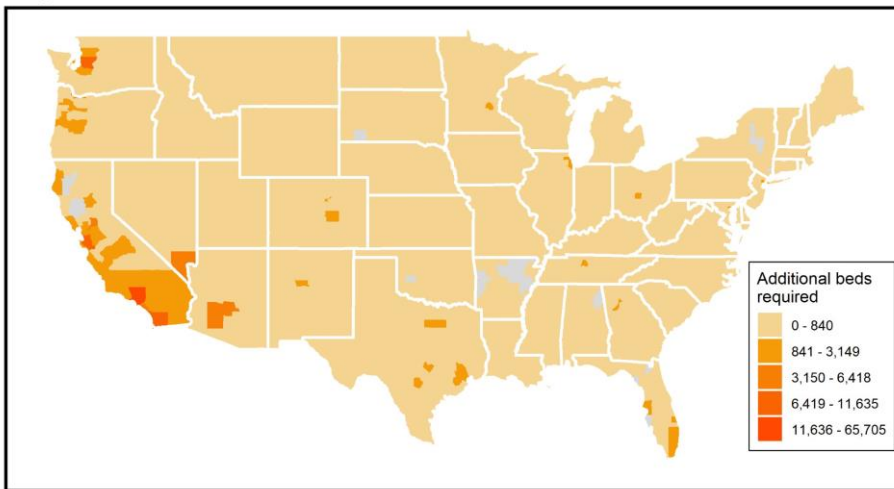 Additional beds
required
0 - 840
841 - 3,149
3,150 - 6,418
6,419 - 11,635
11,636 - 65,705